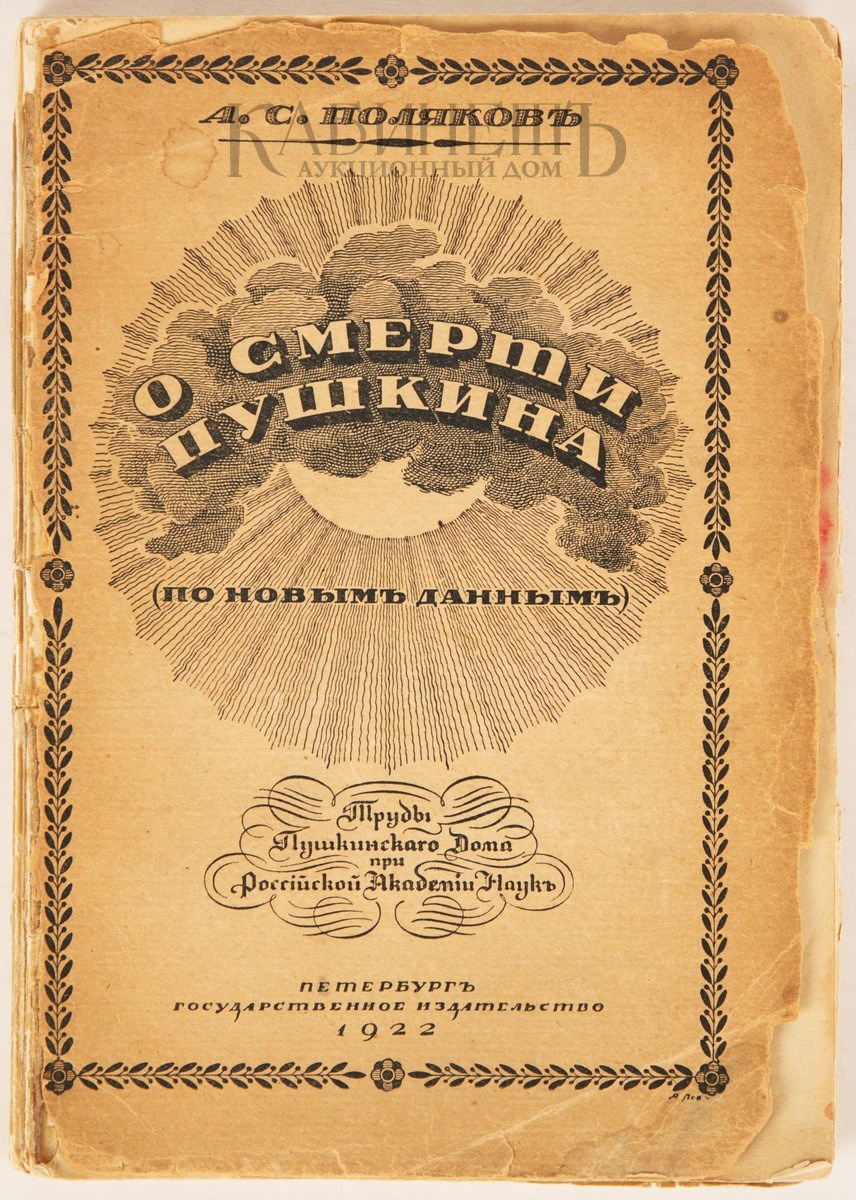 А. С. ПОЛЯКОВЪ
КАБИНЕТЪ
АУКЦИОННЫЙ ДОМ
О СМЕРТИ
ПУШКИНА
(ПО НОВЫМЪ ДАННЫМЪ)
Труды
Пушкинскаго Дома
при
Россійской Академіи Наукъ
ПЕТЕРБУРГЪ
ГОСУДАРСТВЕННОЕ ИЗДАТЕЛЬСТВО
1922